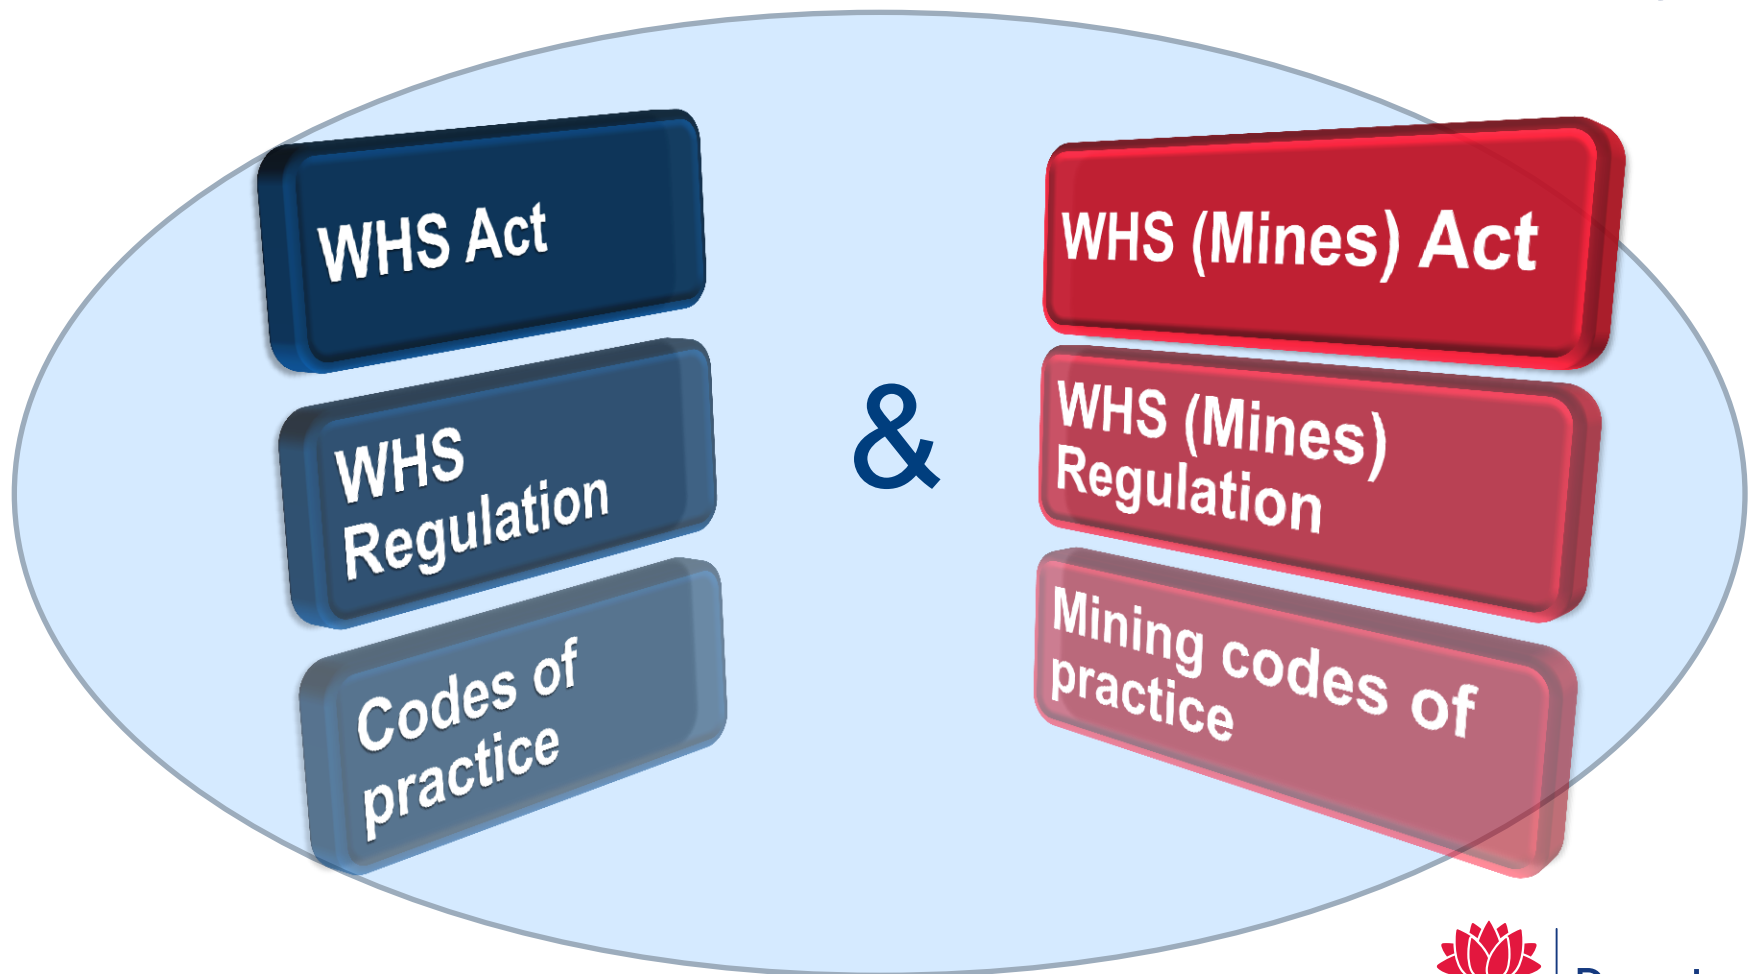 WHS Act
WHS
Regulation
Codes of
practice
&
WHS (Mines) Act
WHS (Mines)
Regulation
Mining codes of
practice